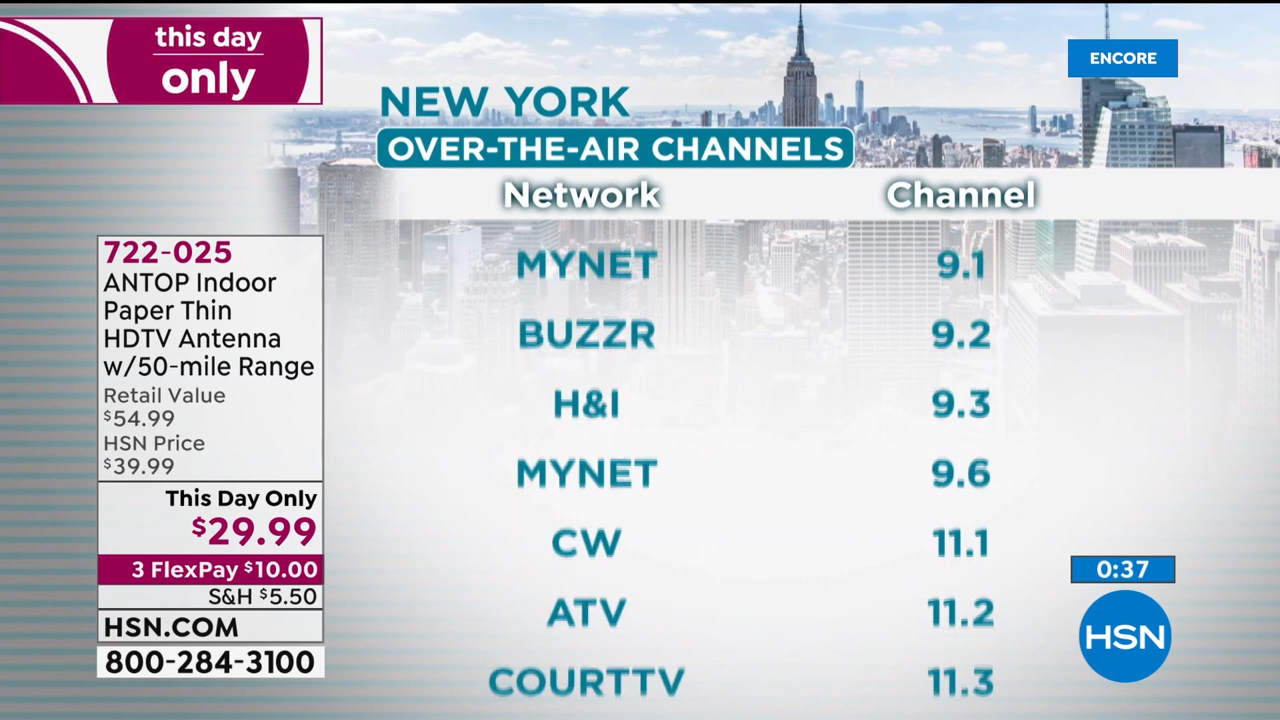 this day
only
ENCORE
NEW YORK
OVER-THE-AIR CHANNELS
Network Channel
MYNET 9.1
BUZZR 9.2
H&I 9.3
MYNET 9.6
CW 11.1
ATV 11.2
COURTTV 11.3
722-025
ANTOP Indoor
Paper Thin
HDTV Antenna
w/50-mile Range
Retail Value
$54.99
HSN Price
$39.99
This Day Only
$29.99
3 FlexPay $10.00
S&H $5.50
HSN.COM
800-284-3100
0:37
HSN